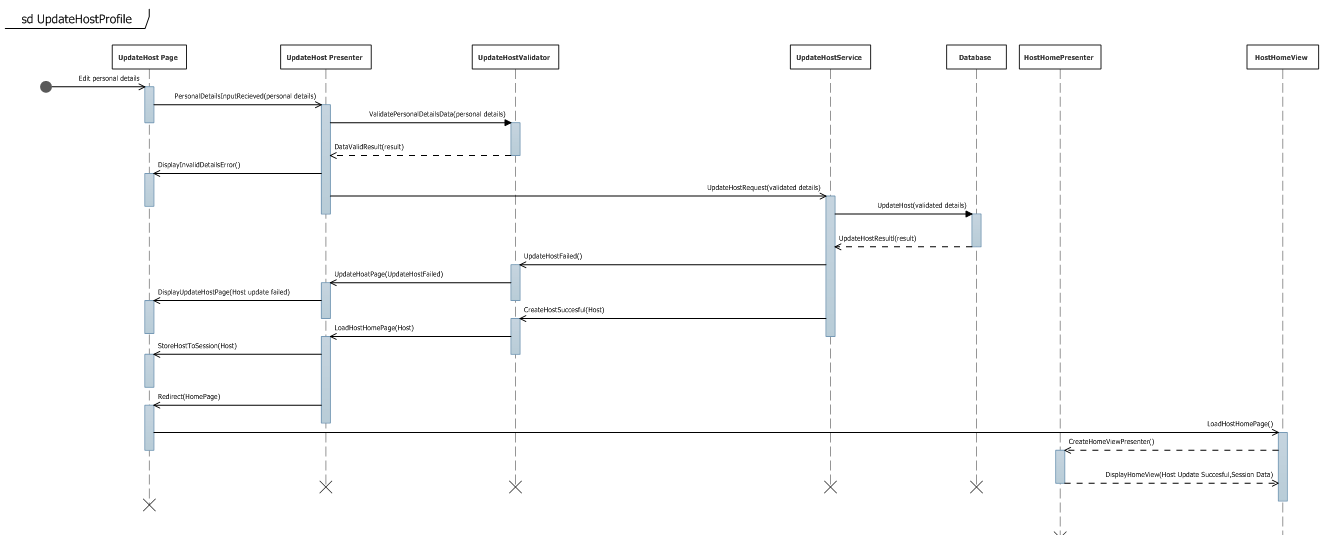 sd UpdateHostProfile
UpdateHost Page
UpdateHost Presenter
UpdateHostValidator
UpdateHostService
Database
HostHomePresenter
HostHomeView
Edit personal details
PersonalDetailsInputRecieved(personal details)
ValidatePersonalDetailsData(personal details)
DataValidResult(result)
DisplayInvalidDetailsError()
UpdateHostRequest(validated details)
UpdateHost(validated details)
UpdateHostResultl(result)
UpdateHostFailed()
UpdateHoatPage(UpdateHostFailed)
DisplayUpdateHostPage(Host update failed)
CreateHostSuccesful(Host)
LoadHostHomePage(Host)
StoreHostToSession(Host)
Redirect(HomePage)
LoadHostHomePage()
CreateHomeViewPresenter()
DisplayHomeView(Host Update Succesful,Session Data)